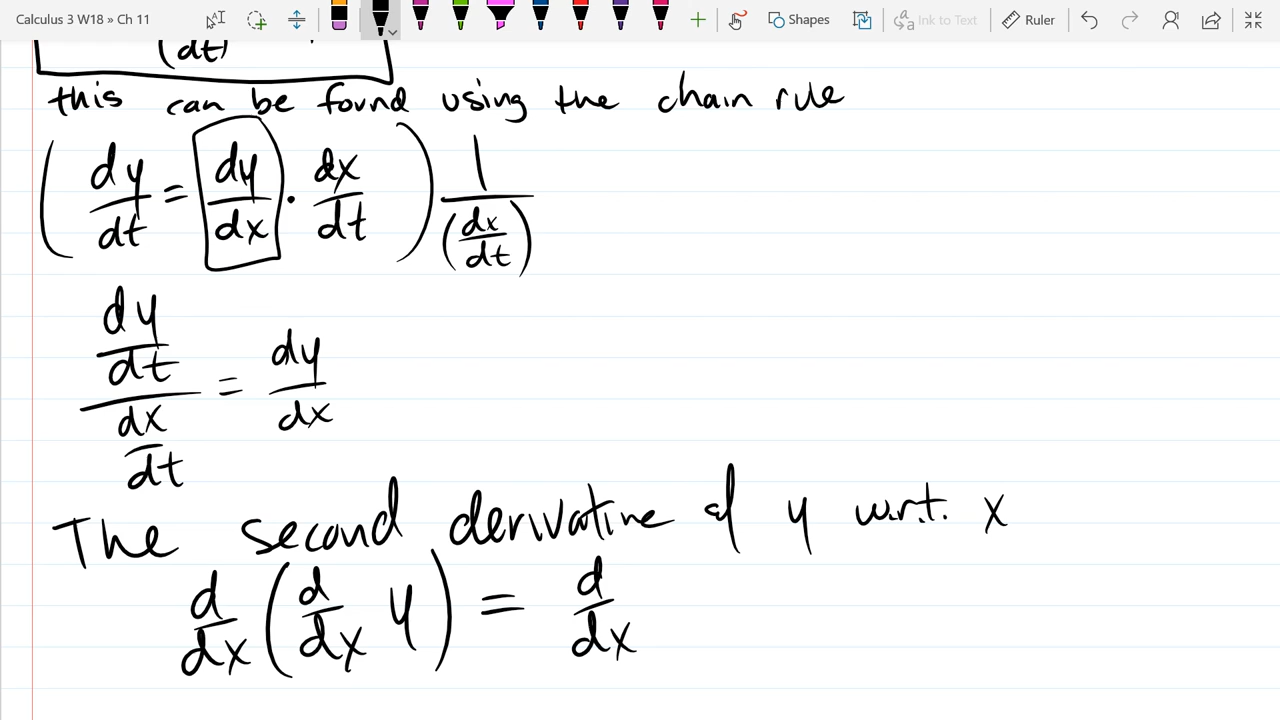 Calculus 3 W18 » Ch 11 Shapes Ink to Text Ruler
(dt)
this can be found using the chain rule
( dy/dt = dy/dx · dx/dt ) 1/(dx/dt)
(dy/dt)/(dx/dt) = dy/dx
The second derivative of y w.r.t. x
d/dx ( d/dx y ) = d/dx